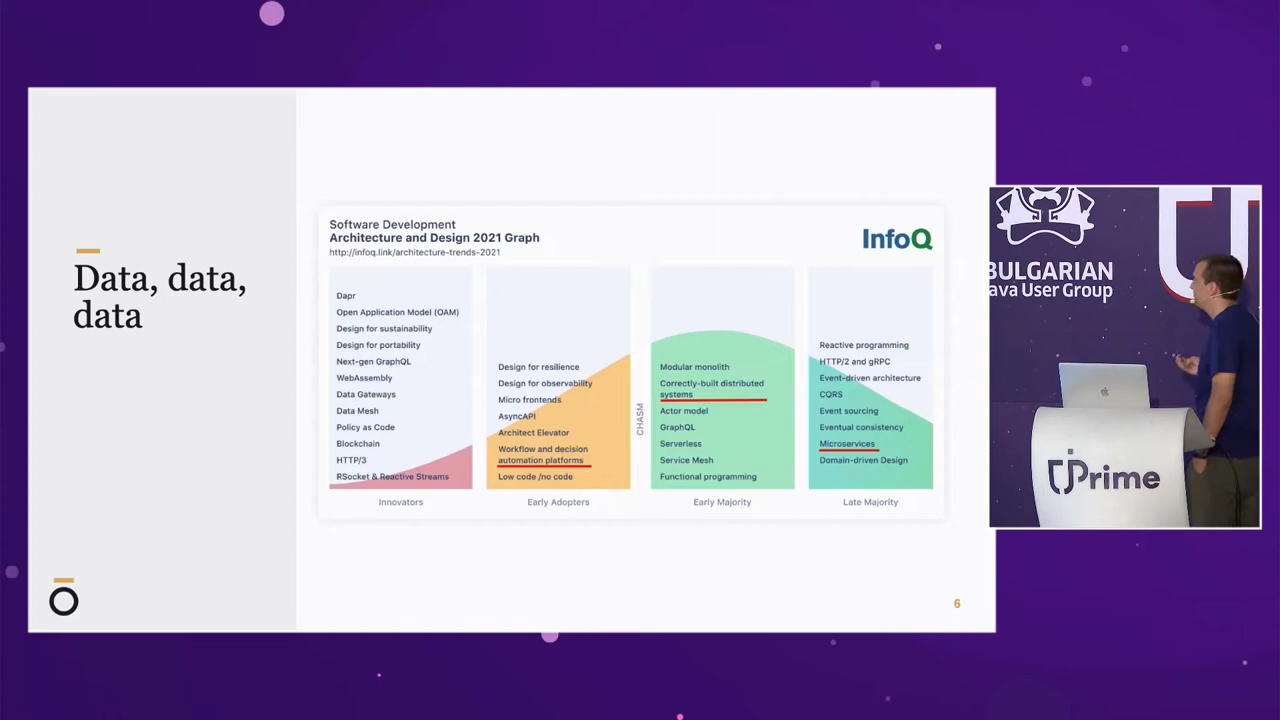 Data, data,
data
Software Development
Architecture and Design 2021 Graph
http://infoq.link/architecture-trends-2021
InfoQ
Dapr
Open Application Model (OAM)
Design for sustainability
Design for portability
Next-gen GraphQL
WebAssembly
Data Gateways
Data Mesh
Policy as Code
Blockchain
HTTP/3
RSocket & Reactive Streams
Innovators
Design for resilience
Design for observability
Micro frontends
AsyncAPI
Architect Elevator
Workflow and decision
automation platforms
Low code /no code
Early Adopters
CHASM
Modular monolith
Correctly-built distributed
systems
Actor model
GraphQL
Serverless
Service Mesh
Functional programming
Early Majority
Reactive programming
HTTP/2 and gRPC
Event-driven architecture
CQRS
Event sourcing
Eventual consistency
Microservices
Domain-driven Design
Late Majority
6
BULGARIAN
ava User Group
jPrime